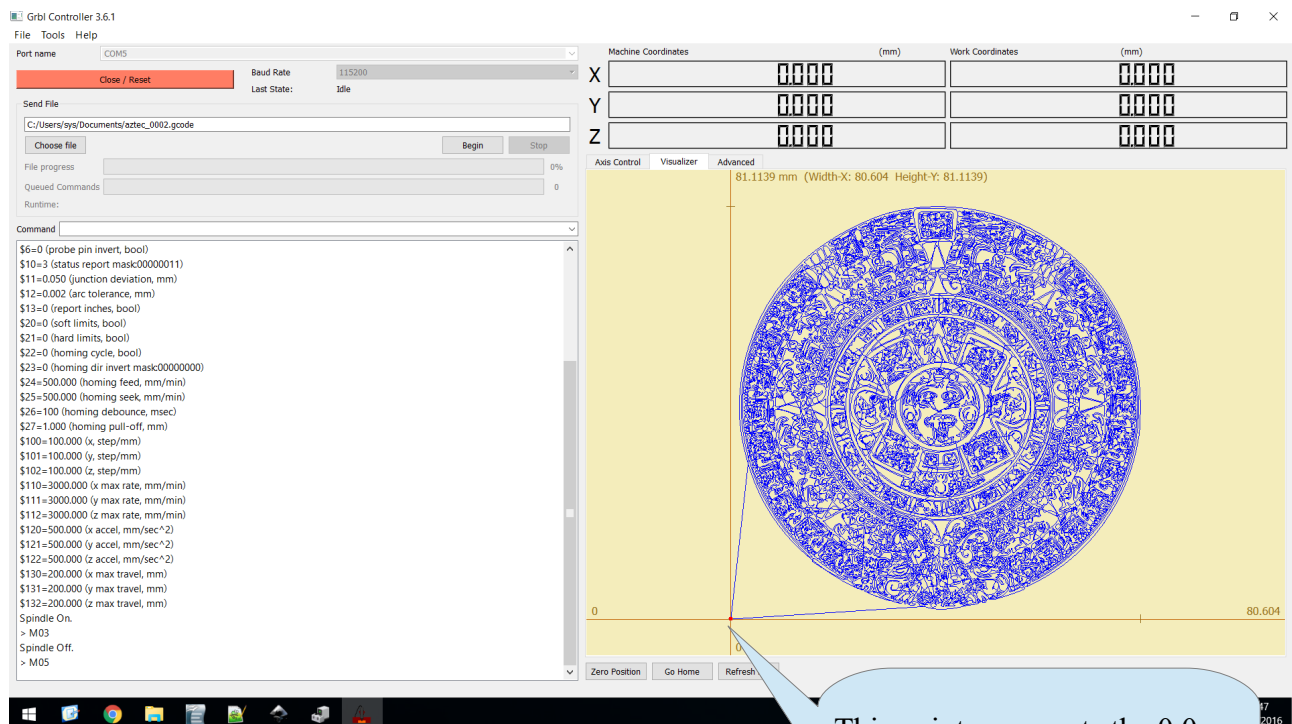 Grbl Controller 3.6.1
File Tools Help
Port name COM5
Close / Reset
Baud Rate 115200
Last State: Idle
Send File
C:/Users/sys/Documents/aztec_0002.gcode
Choose file Begin Stop
File progress 0%
Queued Commands 0
Runtime:
Command
$6=0 (probe pin invert, bool)
$10=3 (status report mask:00000011)
$11=0.050 (junction deviation, mm)
$12=0.002 (arc tolerance, mm)
$13=0 (report inches, bool)
$20=0 (soft limits, bool)
$21=0 (hard limits, bool)
$22=0 (homing cycle, bool)
$23=0 (homing dir invert mask:00000000)
$24=500.000 (homing feed, mm/min)
$25=500.000 (homing seek, mm/min)
$26=100 (homing debounce, msec)
$27=1.000 (homing pull-off, mm)
$100=100.000 (x, step/mm)
$101=100.000 (y, step/mm)
$102=100.000 (z, step/mm)
$110=3000.000 (x max rate, mm/min)
$111=3000.000 (y max rate, mm/min)
$112=3000.000 (z max rate, mm/min)
$120=500.000 (x accel, mm/sec^2)
$121=500.000 (y accel, mm/sec^2)
$122=500.000 (z accel, mm/sec^2)
$130=200.000 (x max travel, mm)
$131=200.000 (y max travel, mm)
$132=200.000 (z max travel, mm)
Spindle On.
> M03
Spindle Off.
> M05
Machine Coordinates (mm) Work Coordinates (mm)
X 0.000 0.000
Y 0.000 0.000
Z 0.000 0.000
Axis Control Visualizer Advanced
81.1139 mm (Width-X: 80.604 Height-Y: 81.1139)
0 80.604
0
Zero Position Go Home Refresh
47
2016